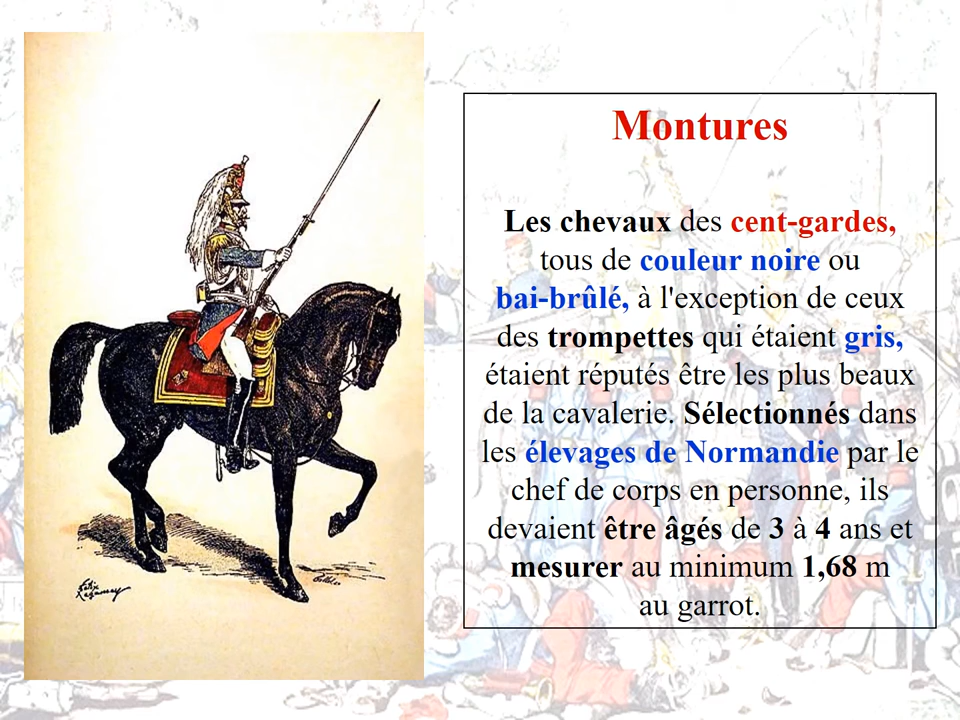 Montures
Les chevaux des cent-gardes,
tous de couleur noire ou
bai-brûlé, à l'exception de ceux
des trompettes qui étaient gris,
étaient réputés être les plus beaux
de la cavalerie. Sélectionnés dans
les élevages de Normandie par le
chef de corps en personne, ils
devaient être âgés de 3 à 4 ans et
mesurer au minimum 1,68 m
au garrot.
Félix
Régamey